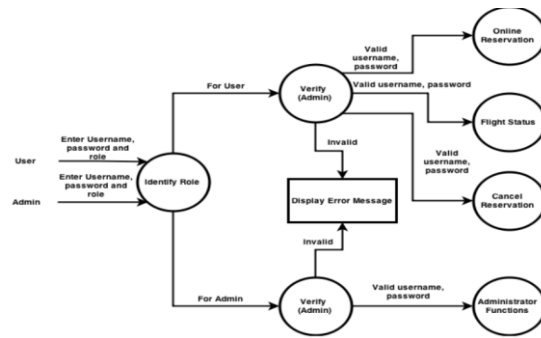 Online
Reservation
Valid
username,
password
For User
Verify
(Admin)
Valid username, password
Flight Status
Enter Username,
password and
role
User
Invalid
Valid
username,
password
Identify Role
Enter Username,
password and
role
Admin
Cancel
Reservation
Display Error Message
Invalid
For Admin
Verify
(Admin)
Valid username,
password
Administrator
Functions